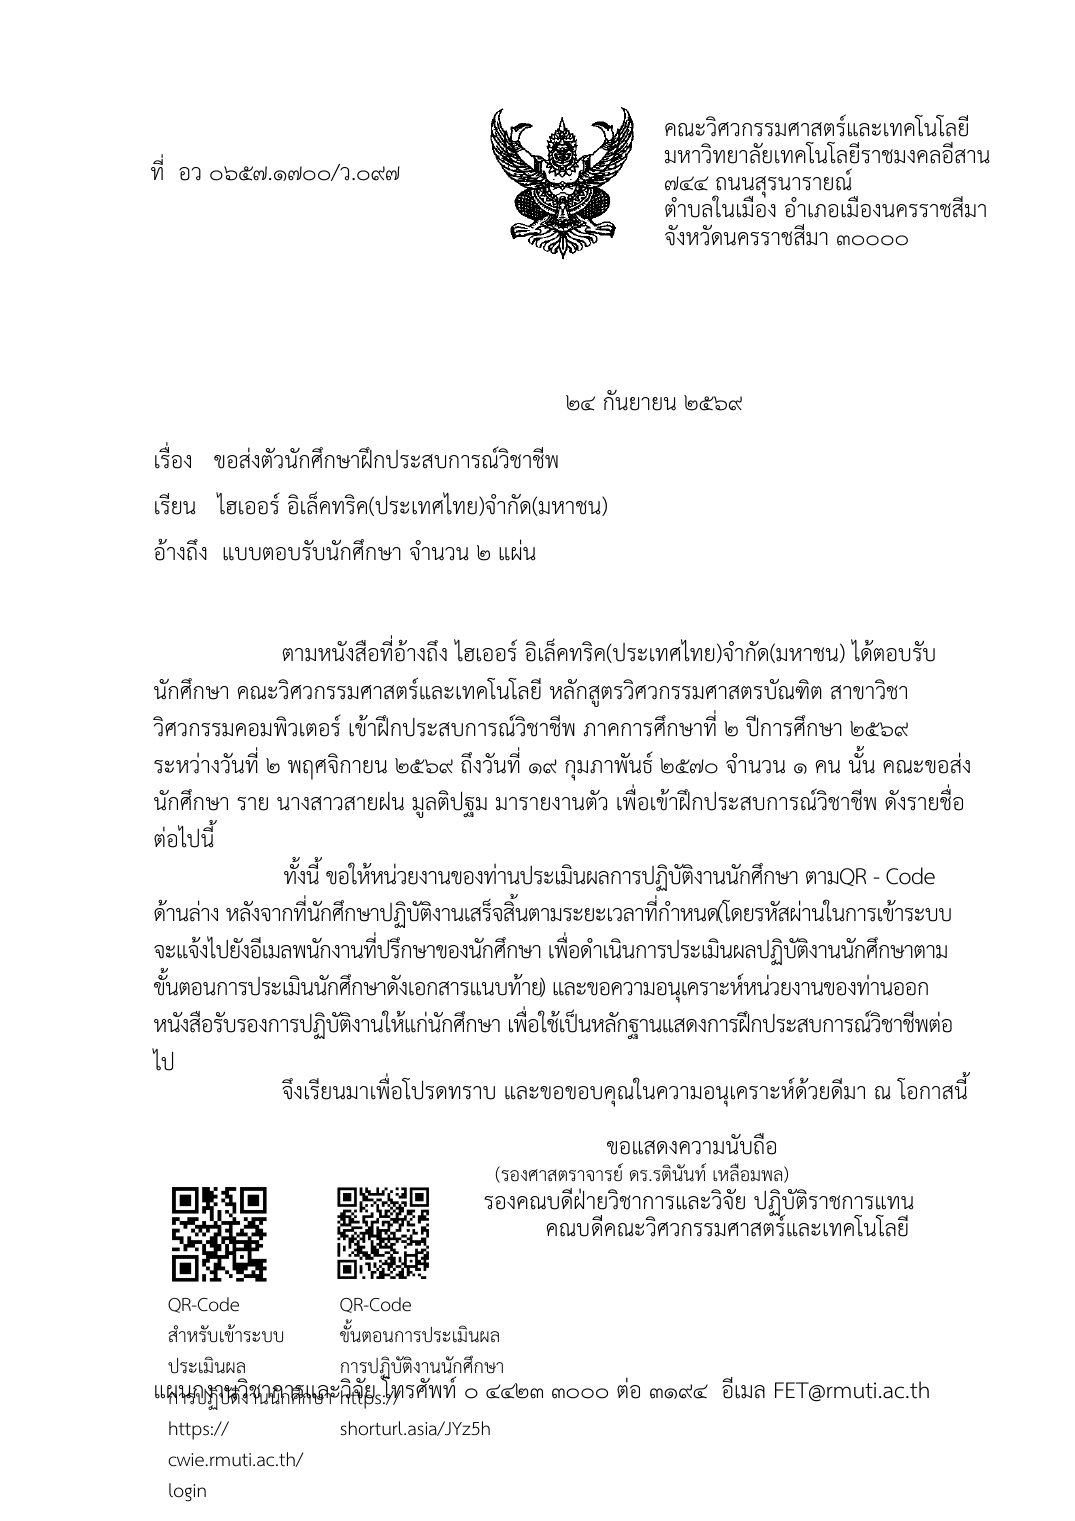 ที่ อว ๐๖๕๗.๑๗๐๐/ว.๐๙๗
คณะวิศวกรรมศาสตร์และเทคโนโลยี
มหาวิทยาลัยเทคโนโลยีราชมงคลอีสาน
๗๔๔ ถนนสุรนารายณ์
ตำบลในเมือง อำเภอเมืองนครราชสีมา
จังหวัดนครราชสีมา ๓๐๐๐๐
๒๔ กันยายน ๒๕๖๙
เรื่อง ขอส่งตัวนักศึกษาฝึกประสบการณ์วิชาชีพ
เรียน ไฮเออร์ อิเล็คทริค(ประเทศไทย)จำกัด(มหาชน)
อ้างถึง แบบตอบรับนักศึกษา จำนวน ๒ แผ่น
ตามหนังสือที่อ้างถึง ไฮเออร์ อิเล็คทริค(ประเทศไทย)จำกัด(มหาชน) ได้ตอบรับ
นักศึกษา คณะวิศวกรรมศาสตร์และเทคโนโลยี หลักสูตรวิศวกรรมศาสตรบัณฑิต สาขาวิชา
วิศวกรรมคอมพิวเตอร์ เข้าฝึกประสบการณ์วิชาชีพ ภาคการศึกษาที่ ๒ ปีการศึกษา ๒๕๖๙
ระหว่างวันที่ ๒ พฤศจิกายน ๒๕๖๙ ถึงวันที่ ๑๙ กุมภาพันธ์ ๒๕๗๐ จำนวน ๑ คน นั้น คณะขอส่ง
นักศึกษา ราย นางสาวสายฝน มูลติปฐม มารายงานตัว เพื่อเข้าฝึกประสบการณ์วิชาชีพ ดังรายชื่อ
ต่อไปนี้
ทั้งนี้ ขอให้หน่วยงานของท่านประเมินผลการปฏิบัติงานนักศึกษา ตามQR - Code
ด้านล่าง หลังจากที่นักศึกษาปฏิบัติงานเสร็จสิ้นตามระยะเวลาที่กำหนด(โดยรหัสผ่านในการเข้าระบบ
จะแจ้งไปยังอีเมลพนักงานที่ปรึกษาของนักศึกษา เพื่อดำเนินการประเมินผลปฏิบัติงานนักศึกษาตาม
ขั้นตอนการประเมินนักศึกษาดังเอกสารแนบท้าย) และขอความอนุเคราะห์หน่วยงานของท่านออก
หนังสือรับรองการปฏิบัติงานให้แก่นักศึกษา เพื่อใช้เป็นหลักฐานแสดงการฝึกประสบการณ์วิชาชีพต่อ
ไป
จึงเรียนมาเพื่อโปรดทราบ และขอขอบคุณในความอนุเคราะห์ด้วยดีมา ณ โอกาสนี้
ขอแสดงความนับถือ
(รองศาสตราจารย์ ดร.รตินันท์ เหลือมพล)
รองคณบดีฝ่ายวิชาการและวิจัย ปฏิบัติราชการแทน
คณบดีคณะวิศวกรรมศาสตร์และเทคโนโลยี
QR-Code
สำหรับเข้าระบบ
ประเมินผล
การปฏิบัติงานนักศึกษา
https://
cwie.rmuti.ac.th/
login
QR-Code
ขั้นตอนการประเมินผล
การปฏิบัติงานนักศึกษา
https://
shorturl.asia/JYz5h
แผนกงานวิชาการและวิจัย โทรศัพท์ ๐ ๔๔๒๓ ๓๐๐๐ ต่อ ๓๑๙๔ อีเมล FET@rmuti.ac.th